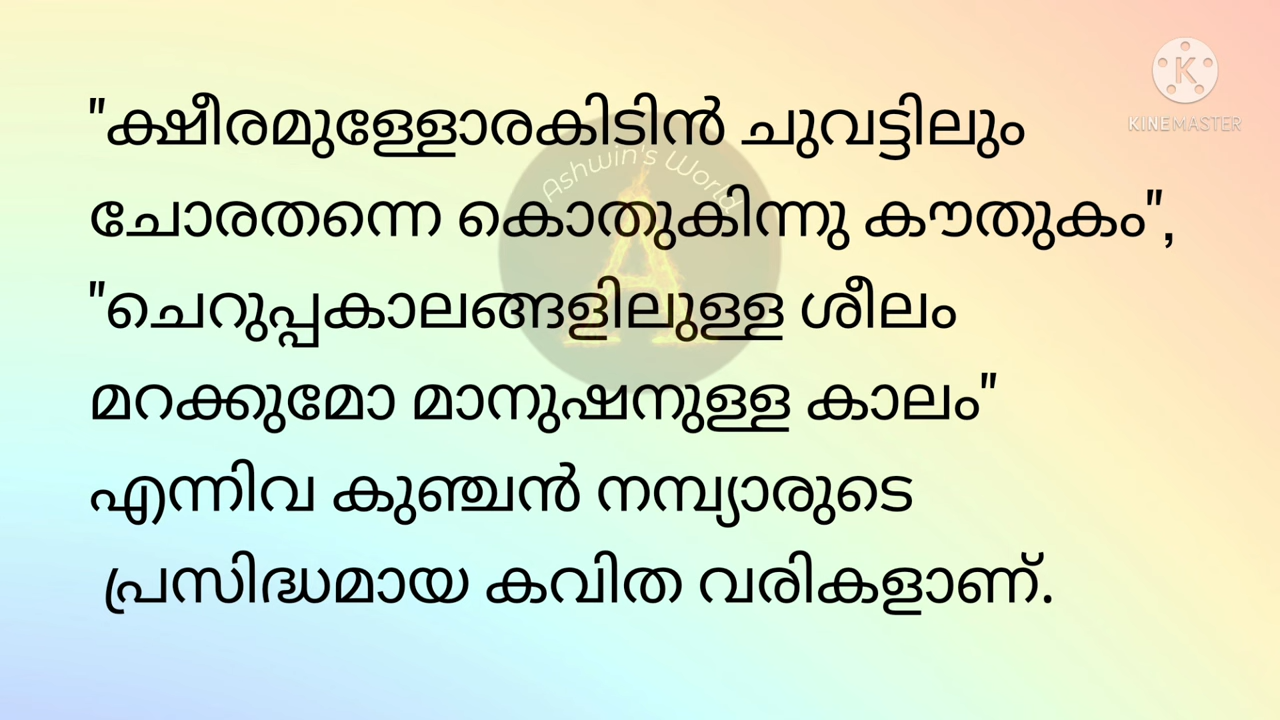 "ക്ഷീരമുള്ളോരകിടിൻ ചുവട്ടിലും
ചോരതന്നെ കൊതുകിന്നു കൗതുകം",
"ചെറുപ്പകാലങ്ങളിലുള്ള ശീലം
മറക്കുമോ മാനുഷനുള്ള കാലം"
എന്നിവ കുഞ്ചൻ നമ്പ്യാരുടെ
പ്രസിദ്ധമായ കവിത വരികളാണ്.
KINEMASTER
Ashwin's World